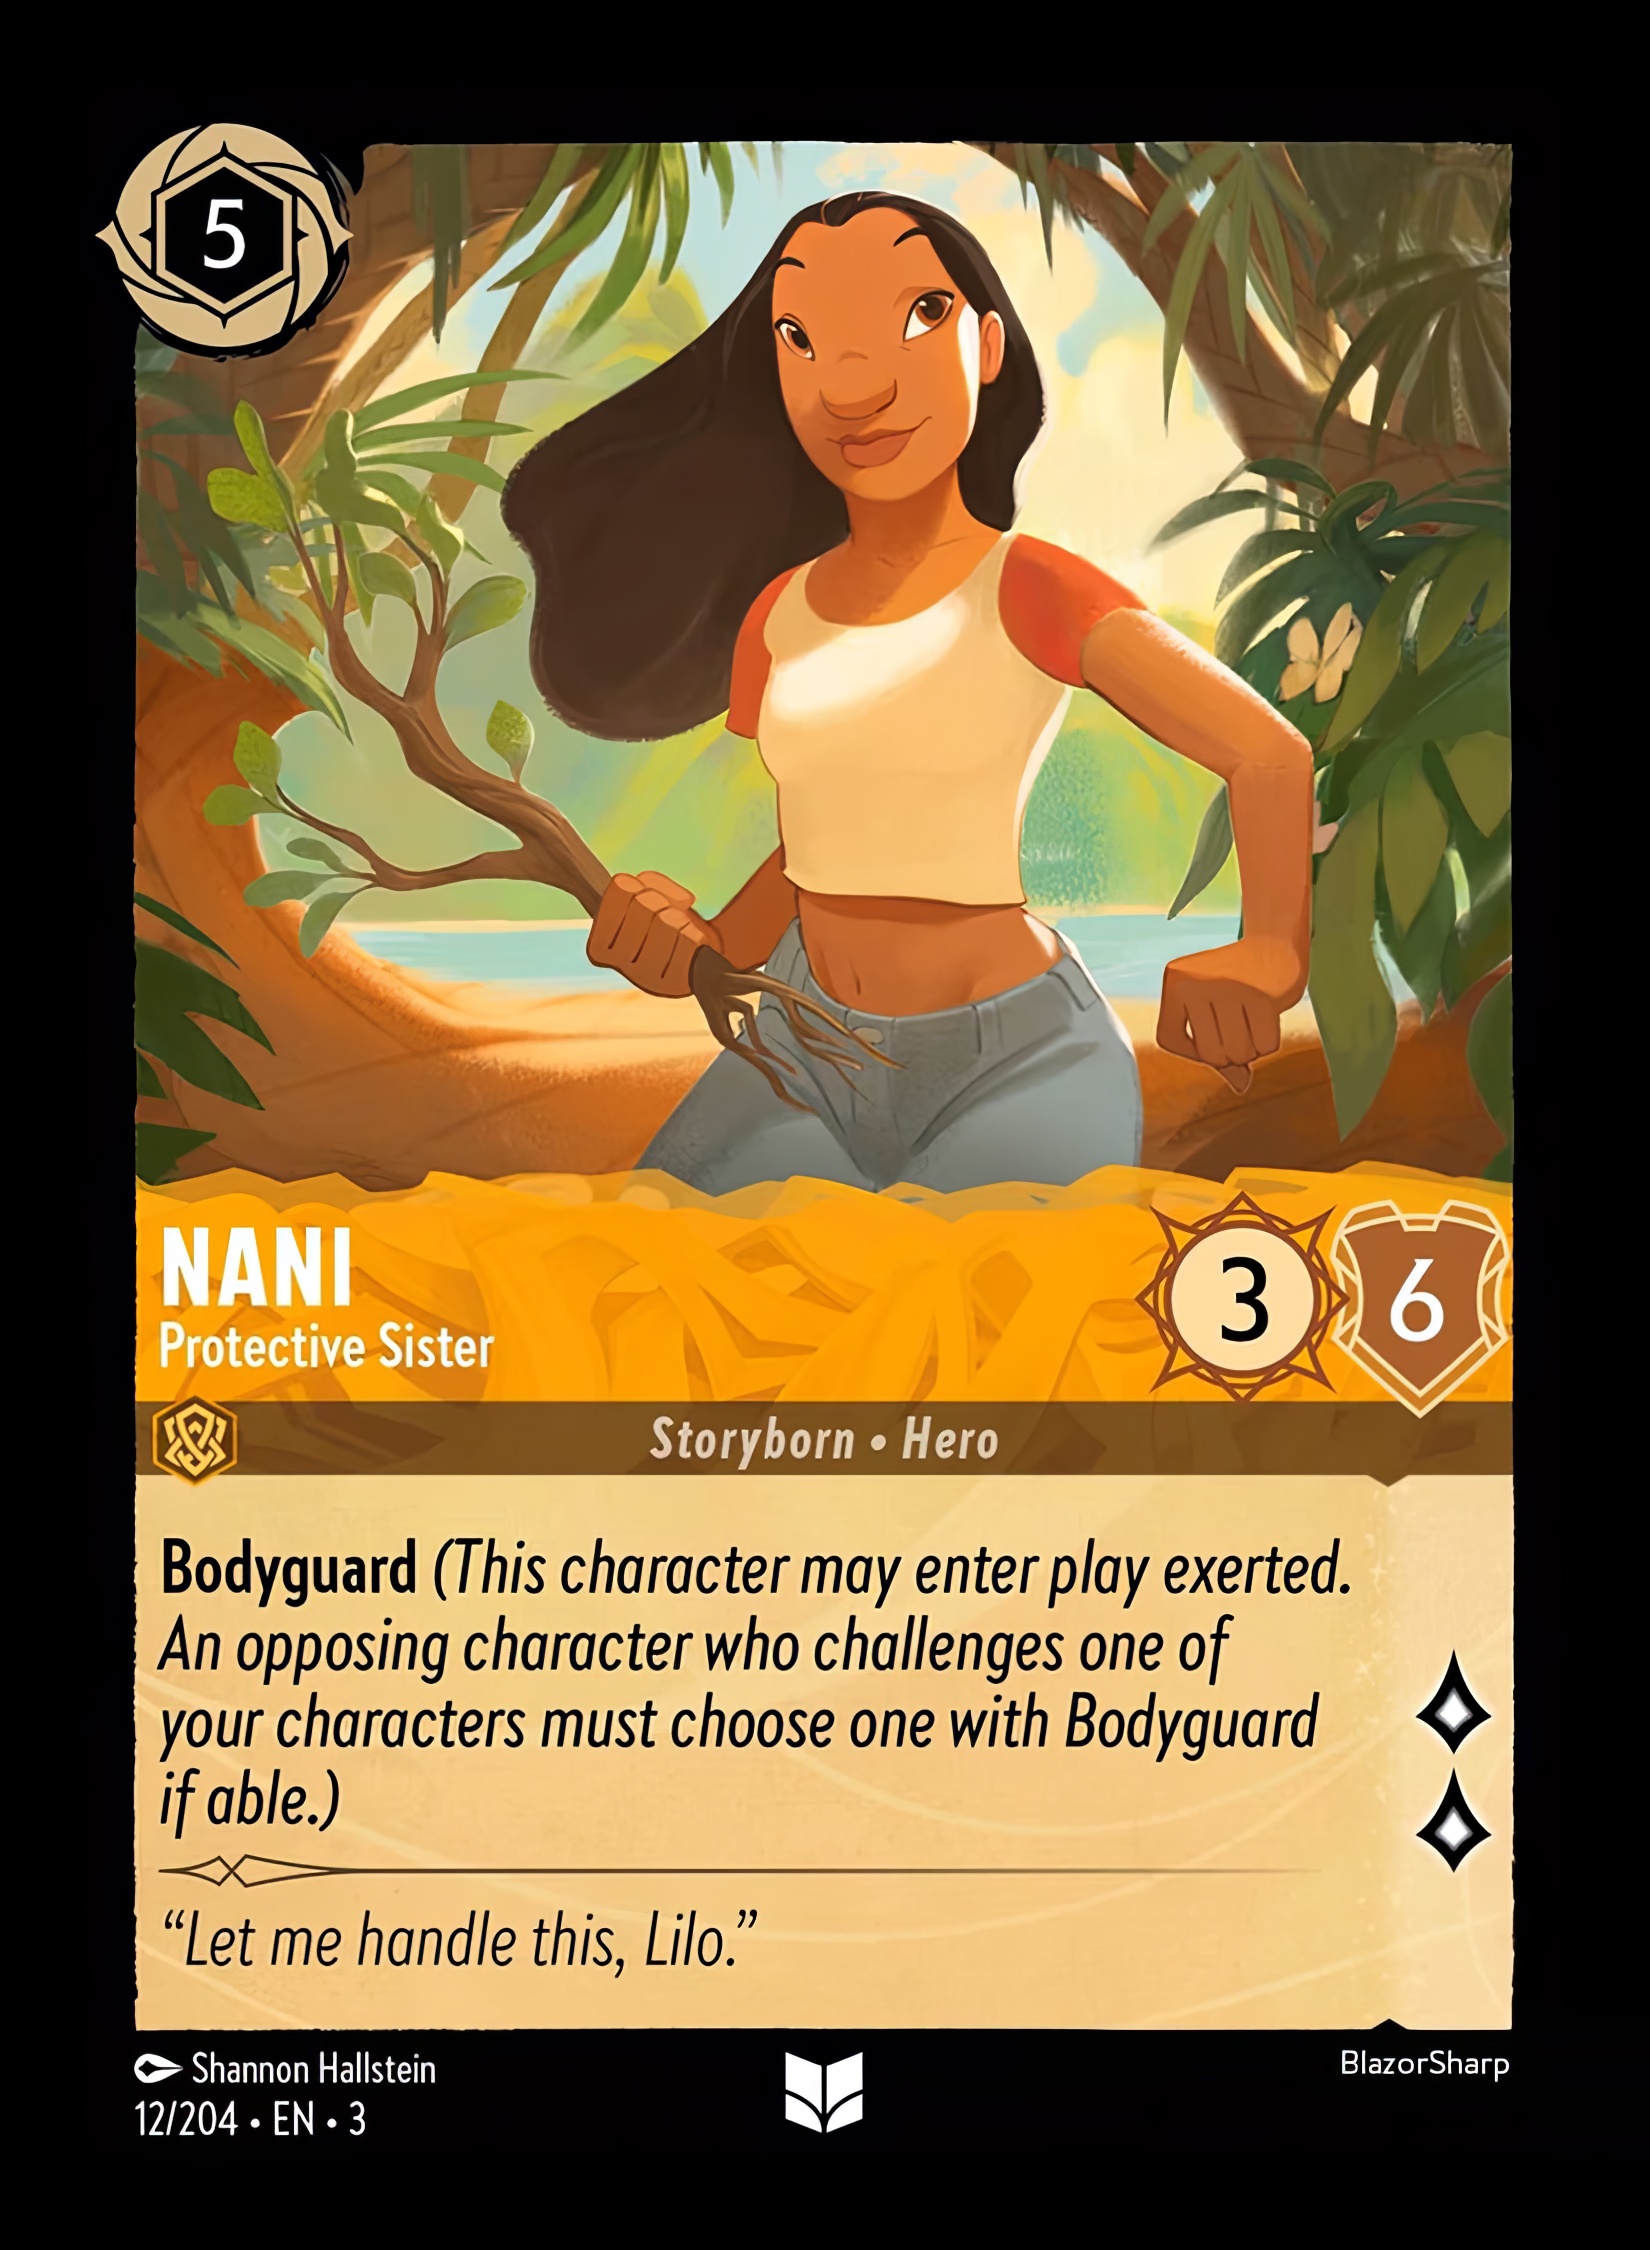 5
NANI
Protective Sister
3
6
Storyborn • Hero
Bodyguard (This character may enter play exerted.
An opposing character who challenges one of
your characters must choose one with Bodyguard
if able.)
“Let me handle this, Lilo.”
Shannon Hallstein
BlazorSharp
12/204 • EN • 3